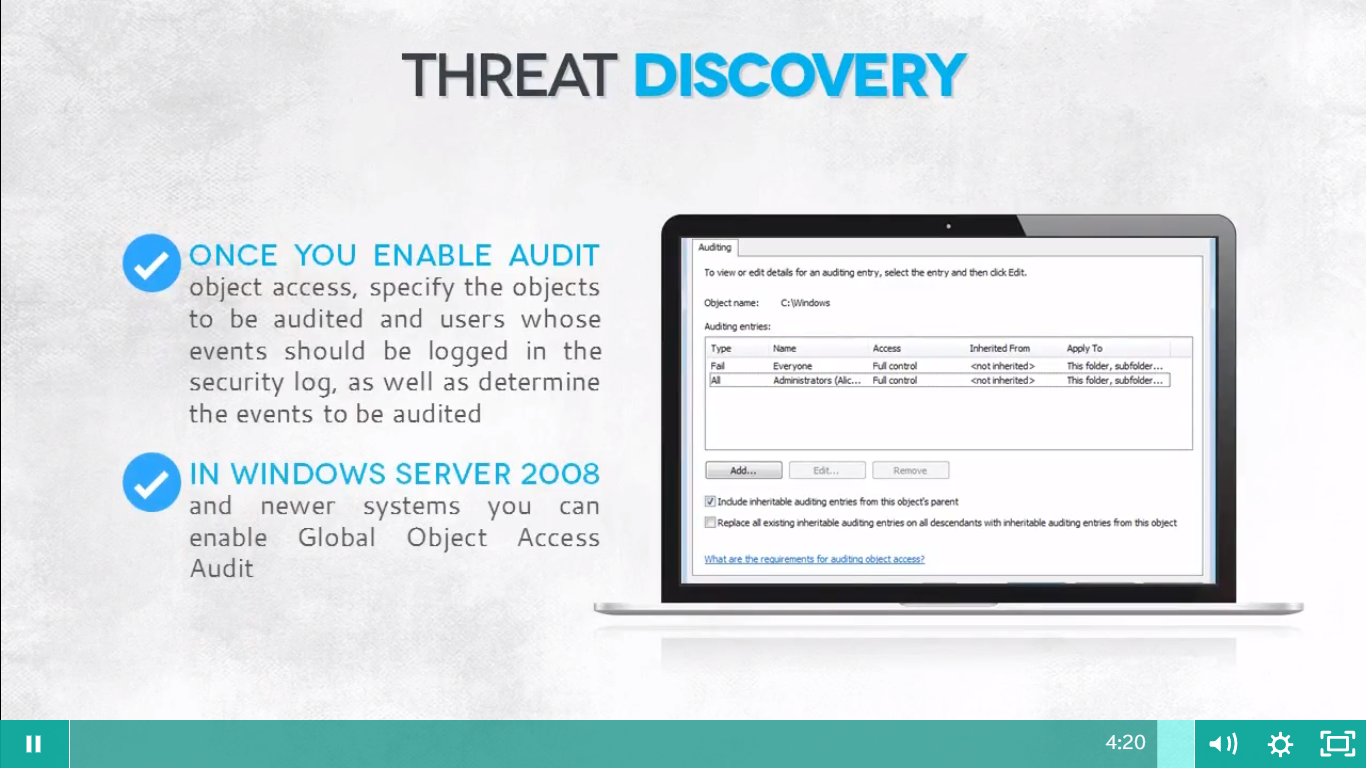 THREAT DISCOVERY
ONCE YOU ENABLE AUDIT
object access, specify the objects
to be audited and users whose
events should be logged in the
security log, as well as determine
the events to be audited
IN WINDOWS SERVER 2008
and newer systems you can
enable Global Object Access
Audit
Auditing
To view or edit details for an auditing entry, select the entry and then click Edit.
Object name: C:\Windows
Auditing entries:
Type Name Access Inherited From Apply To
Fail Everyone Full control <not inherited> This folder, subfolder...
All Administrators (Alic... Full control <not inherited> This folder, subfolder...
Add... Edit... Remove
Include inheritable auditing entries from this object's parent
Replace all existing inheritable auditing entries on all descendants with inheritable auditing entries from this object
What are the requirements for auditing object access?
4:20